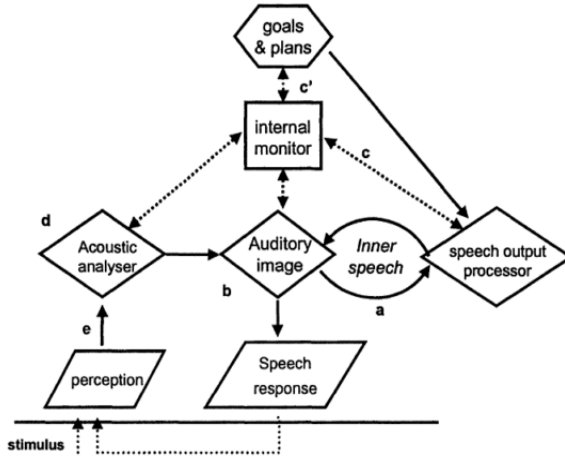 goals
& plans
c'
internal
monitor
c
d
Acoustic
analyser
Auditory
image
Inner
speech
speech output
processor
b
a
e
perception
Speech
response
stimulus